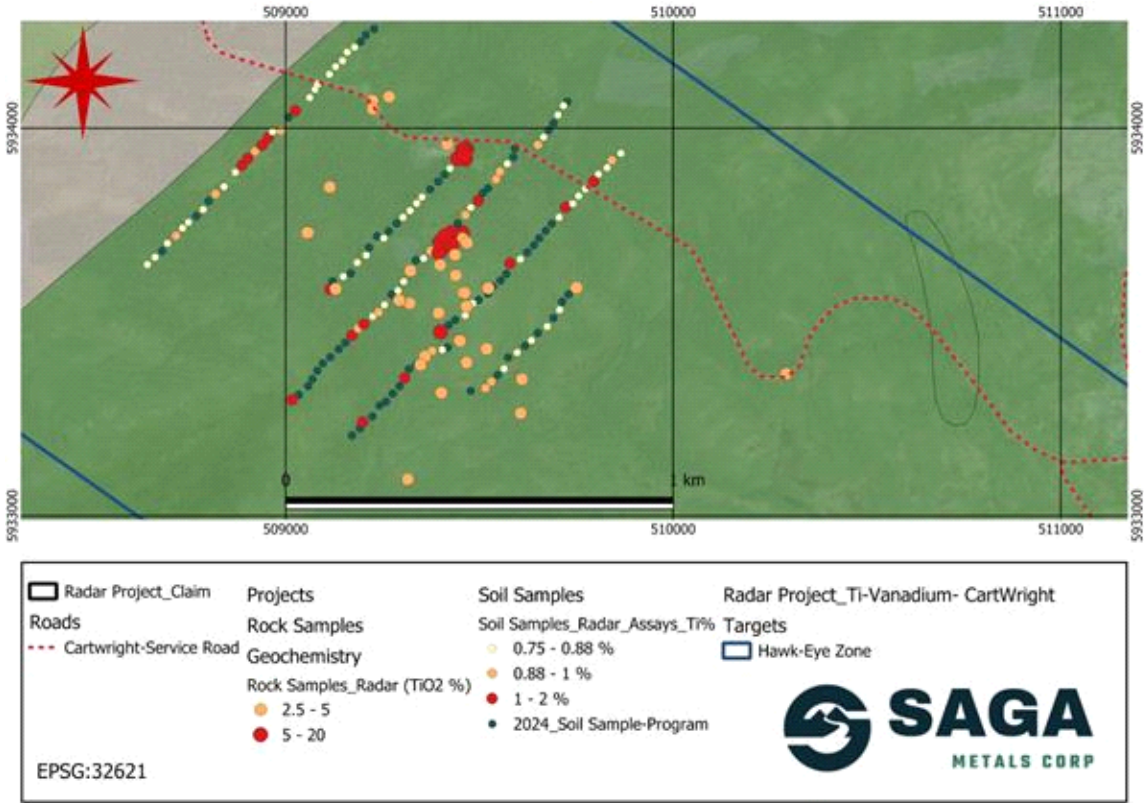 509000
510000
511000
5934000
5934000
0
1 km
5933000
5933000
509000
510000
511000
Radar Project_Claim
Roads
Cartwright-Service Road
EPSG:32621
Projects
Rock Samples
Geochemistry
Rock Samples_Radar (TiO2 %)
2.5 - 5
5 - 20
Soil Samples
Soil Samples_Radar_Assays_Ti%
0.75 - 0.88 %
0.88 - 1 %
1 - 2 %
2024_Soil Sample-Program
Radar Project_Ti-Vanadium- CartWright
Targets
Hawk-Eye Zone
SAGA
METALS CORP